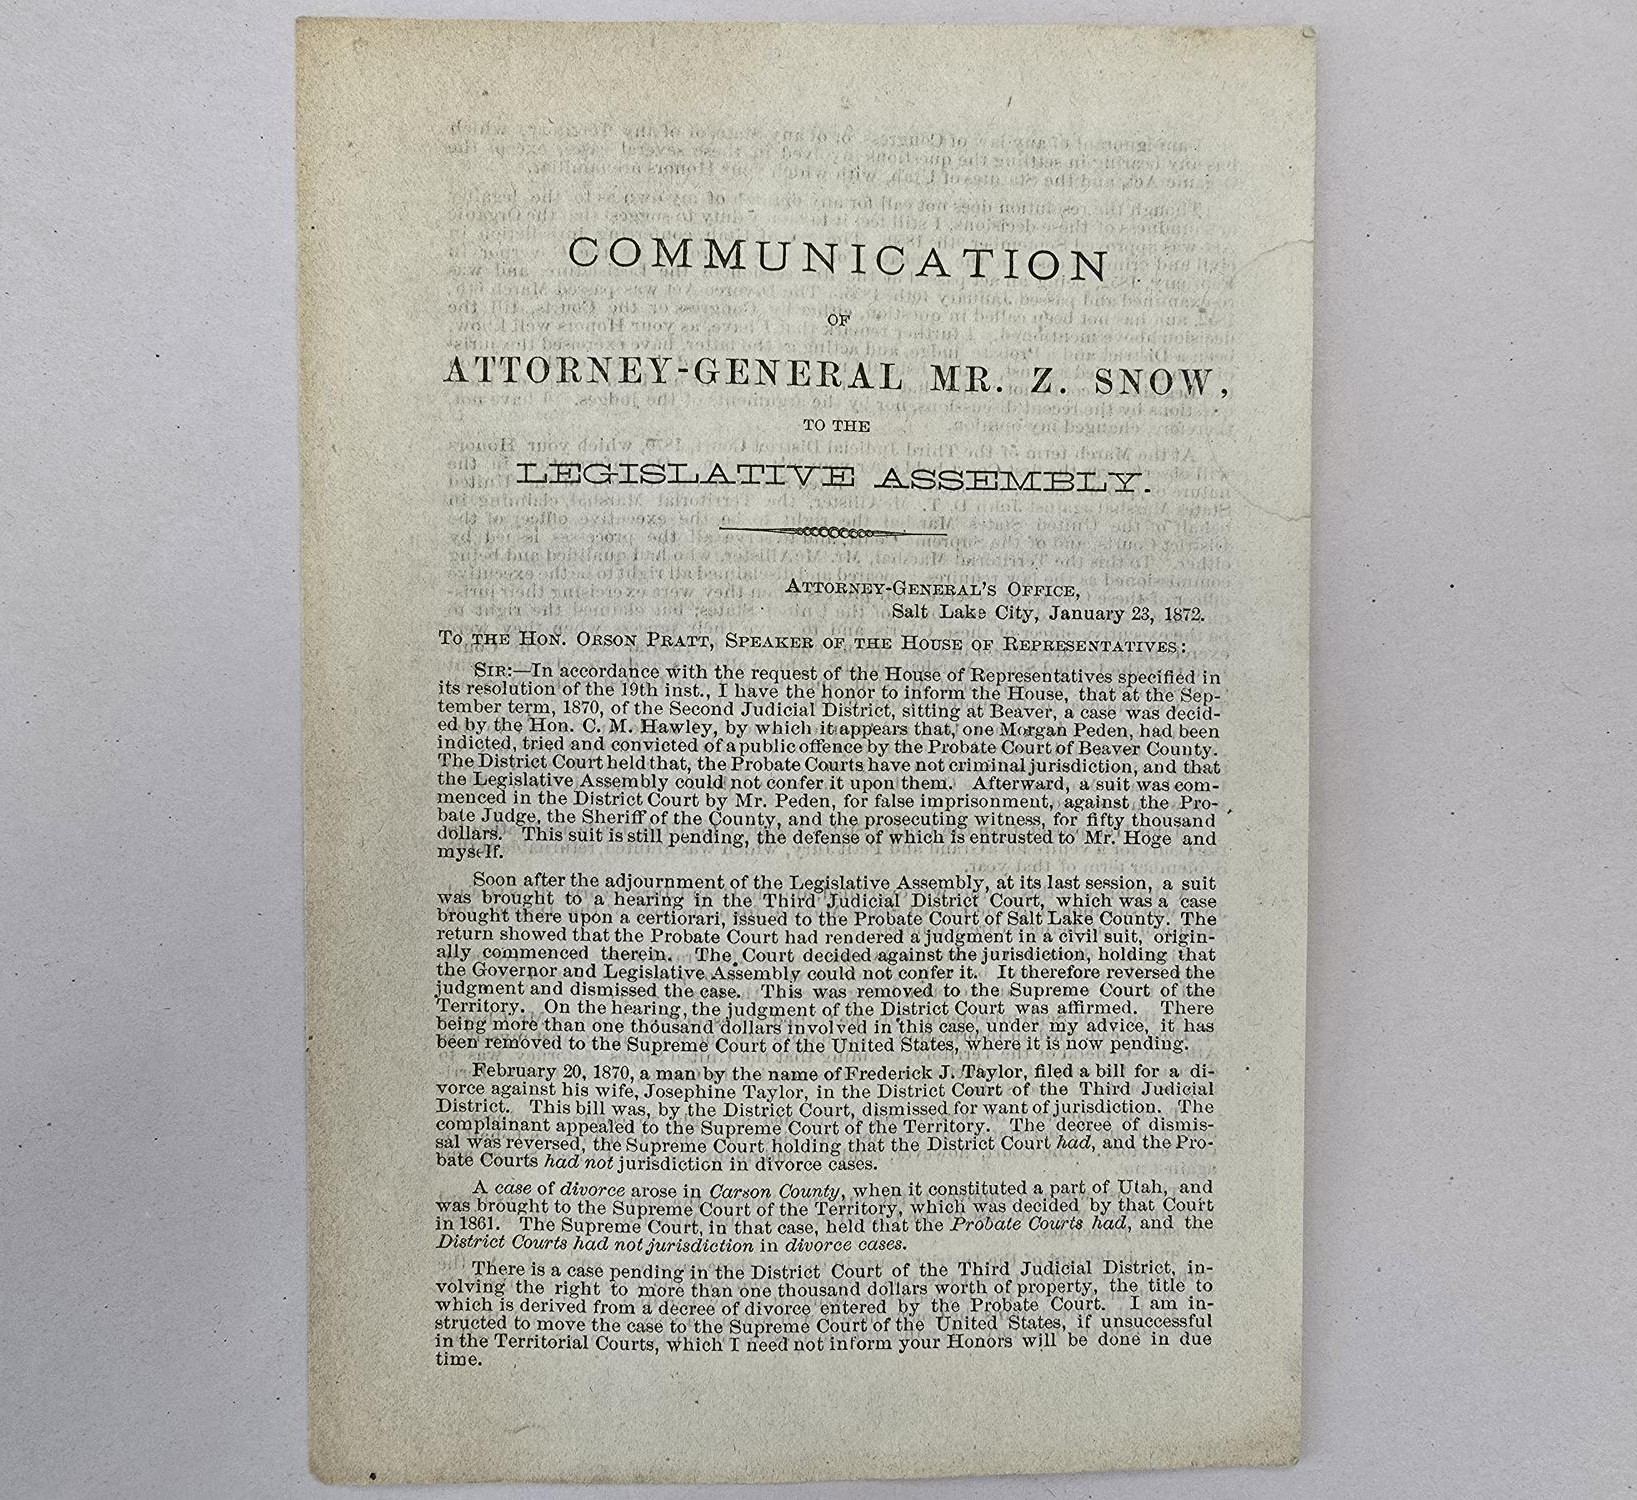 COMMUNICATION
OF
ATTORNEY-GENERAL MR. Z. SNOW,
TO THE
LEGISLATIVE ASSEMBLY.
ATTORNEY-GENERAL'S OFFICE,
Salt Lake City, January 23, 1872.
TO THE HON. ORSON PRATT, SPEAKER OF THE HOUSE OF REPRESENTATIVES:
SIR:—In accordance with the request of the House of Representatives specified in
its resolution of the 19th inst., I have the honor to inform the House, that at the Sep-
tember term, 1870, of the Second Judicial District, sitting at Beaver, a case was decid-
ed by the Hon. C. M. Hawley, by which it appears that, one Morgan Peden, had been
indicted, tried and convicted of a public offence by the Probate Court of Beaver County.
The District Court held that, the Probate Courts have not criminal jurisdiction, and that
the Legislative Assembly could not confer it upon them. Afterward, a suit was com-
menced in the District Court by Mr. Peden, for false imprisonment, against the Pro-
bate Judge, the Sheriff of the County, and the prosecuting witness, for fifty thousand
dollars. This suit is still pending, the defense of which is entrusted to Mr. Hoge and
myself.
Soon after the adjournment of the Legislative Assembly, at its last session, a suit
was brought to a hearing in the Third Judicial District Court, which was a case
brought there upon a certiorari, issued to the Probate Court of Salt Lake County. The
return showed that the Probate Court had rendered a judgment in a civil suit, origin-
ally commenced therein. The Court decided against the jurisdiction, holding that
the Governor and Legislative Assembly could not confer it. It therefore reversed the
judgment and dismissed the case. This was removed to the Supreme Court of the
Territory. On the hearing, the judgment of the District Court was affirmed. There
being more than one thousand dollars involved in this case, under my advice, it has
been removed to the Supreme Court of the United States, where it is now pending.
February 20, 1870, a man by the name of Frederick J. Taylor, filed a bill for a di-
vorce against his wife, Josephine Taylor, in the District Court of the Third Judicial
District. This bill was, by the District Court, dismissed for want of jurisdiction. The
complainant appealed to the Supreme Court of the Territory. The decree of dismis-
sal was reversed, the Supreme Court holding that the District Court had, and the Pro-
bate Courts had not jurisdiction in divorce cases.
A case of divorce arose in Carson County, when it constituted a part of Utah, and
was brought to the Supreme Court of the Territory, which was decided by that Court
in 1861. The Supreme Court, in that case, held that the Probate Courts had, and the
District Courts had not jurisdiction in divorce cases.
There is a case pending in the District Court of the Third Judicial District, in-
volving the right to more than one thousand dollars worth of property, the title to
which is derived from a decree of divorce entered by the Probate Court. I am in-
structed to move the case to the Supreme Court of the United States, if unsuccessful
in the Territorial Courts, which I need not inform your Honors will be done in due
time.